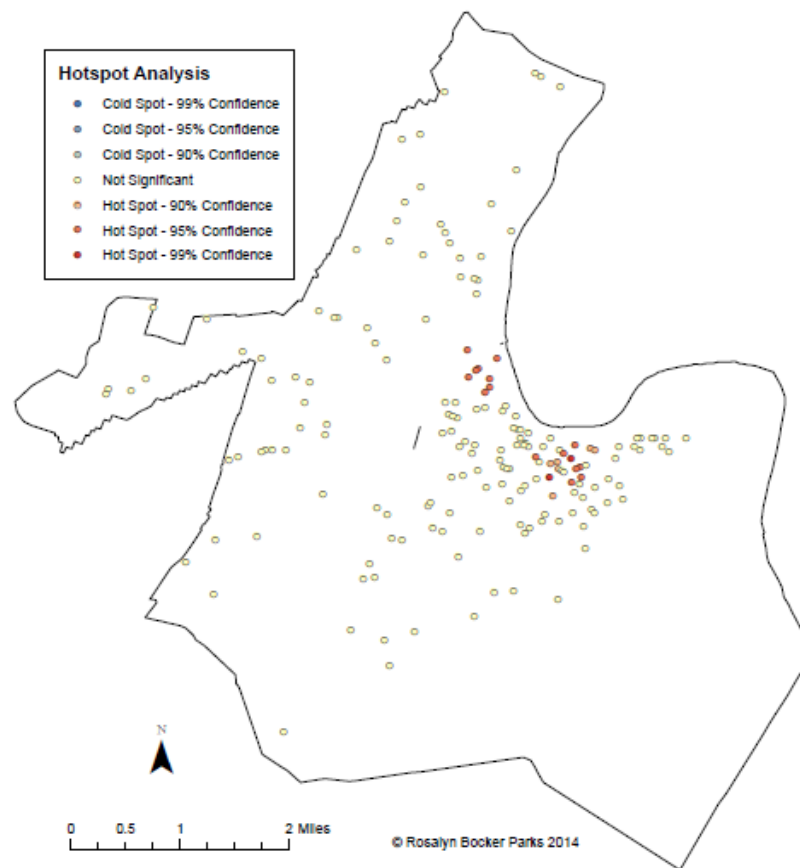 Hotspot Analysis
Cold Spot - 99% Confidence
Cold Spot - 95% Confidence
Cold Spot - 90% Confidence
Not Significant
Hot Spot - 90% Confidence
Hot Spot - 95% Confidence
Hot Spot - 99% Confidence
N
0 0.5 1 2 Miles
© Rosalyn Bocker Parks 2014